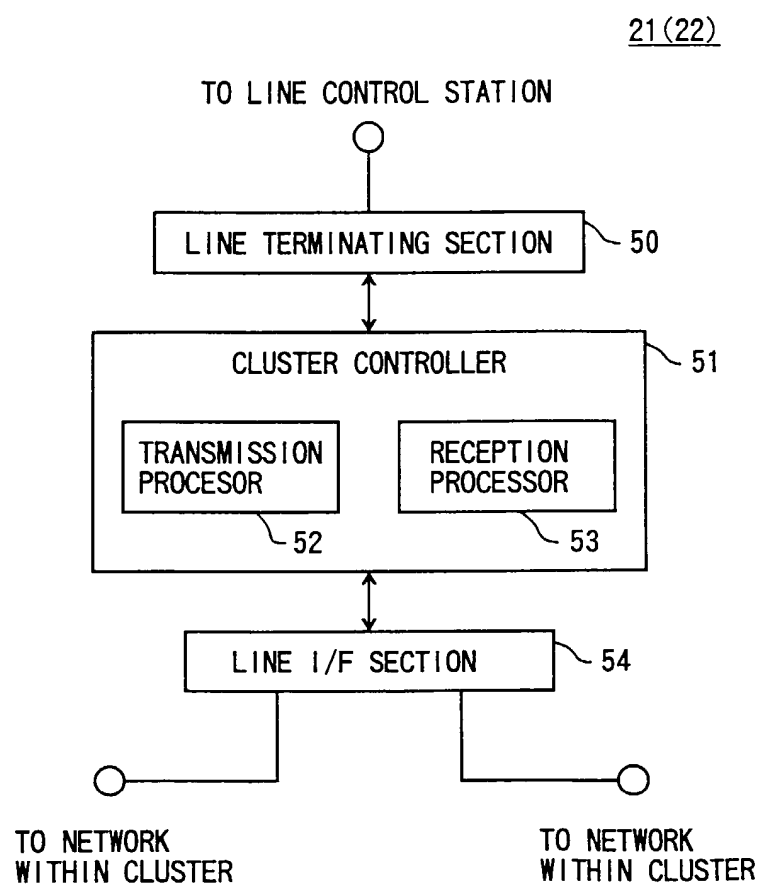 21(22)
TO LINE CONTROL STATION
LINE TERMINATING SECTION
50
CLUSTER CONTROLLER
51
TRANSMISSION
PROCESOR
52
RECEPTION
PROCESSOR
53
LINE I/F SECTION
54
TO NETWORK
WITHIN CLUSTER
TO NETWORK
WITHIN CLUSTER